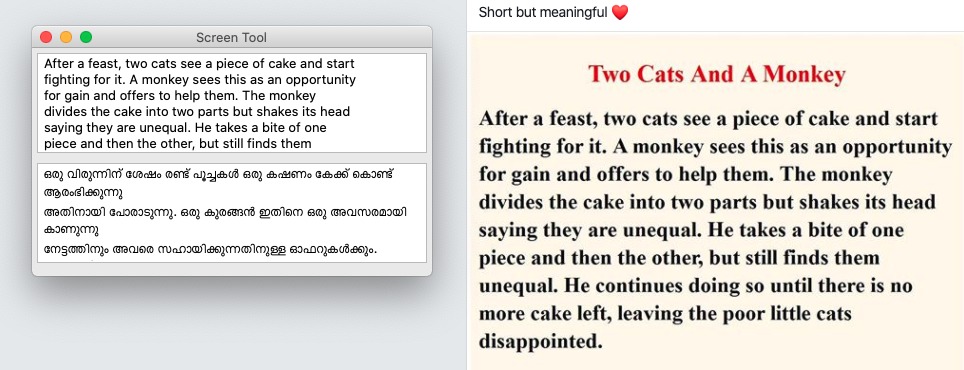 Screen Tool
After a feast, two cats see a piece of cake and start
fighting for it. A monkey sees this as an opportunity
for gain and offers to help them. The monkey
divides the cake into two parts but shakes its head
saying they are unequal. He takes a bite of one
piece and then the other, but still finds them
ഒരു വിരുന്നിന് ശേഷം രണ്ട് പൂച്ചകൾ ഒരു കഷണം കേക്ക് കൊണ്ട്
ആരംഭിക്കുന്നു
അതിനായി പോരാടുന്നു. ഒരു കുരങ്ങൻ ഇതിനെ ഒരു അവസരമായി
കാണുന്നു
നേട്ടത്തിനും അവരെ സഹായിക്കുന്നതിനുള്ള ഓഫറുകൾക്കും.
Short but meaningful ❤️
Two Cats And A Monkey
After a feast, two cats see a piece of cake and start
fighting for it. A monkey sees this as an opportunity
for gain and offers to help them. The monkey
divides the cake into two parts but shakes its head
saying they are unequal. He takes a bite of one
piece and then the other, but still finds them
unequal. He continues doing so until there is no
more cake left, leaving the poor little cats
disappointed.